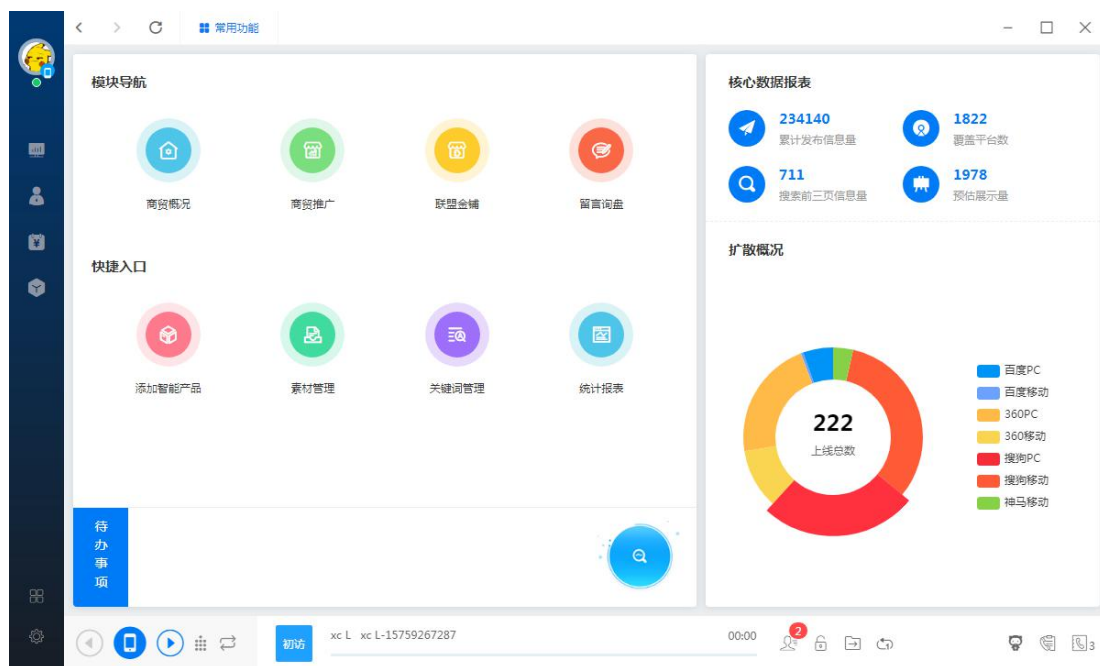 常用功能
模块导航
商贸概况
商贸推广
联盟金铺
留言询盘
快捷入口
添加智能产品
素材管理
关键词管理
统计报表
待
办
事
项
核心数据报表
234140
累计发布信息量
1822
覆盖平台数
711
搜索前三页信息量
1978
预估展示量
扩散概况
222
上线总数
百度PC
百度移动
360PC
360移动
搜狗PC
搜狗移动
神马移动
初访
xc L xc L-15759267287
00:00
2
3